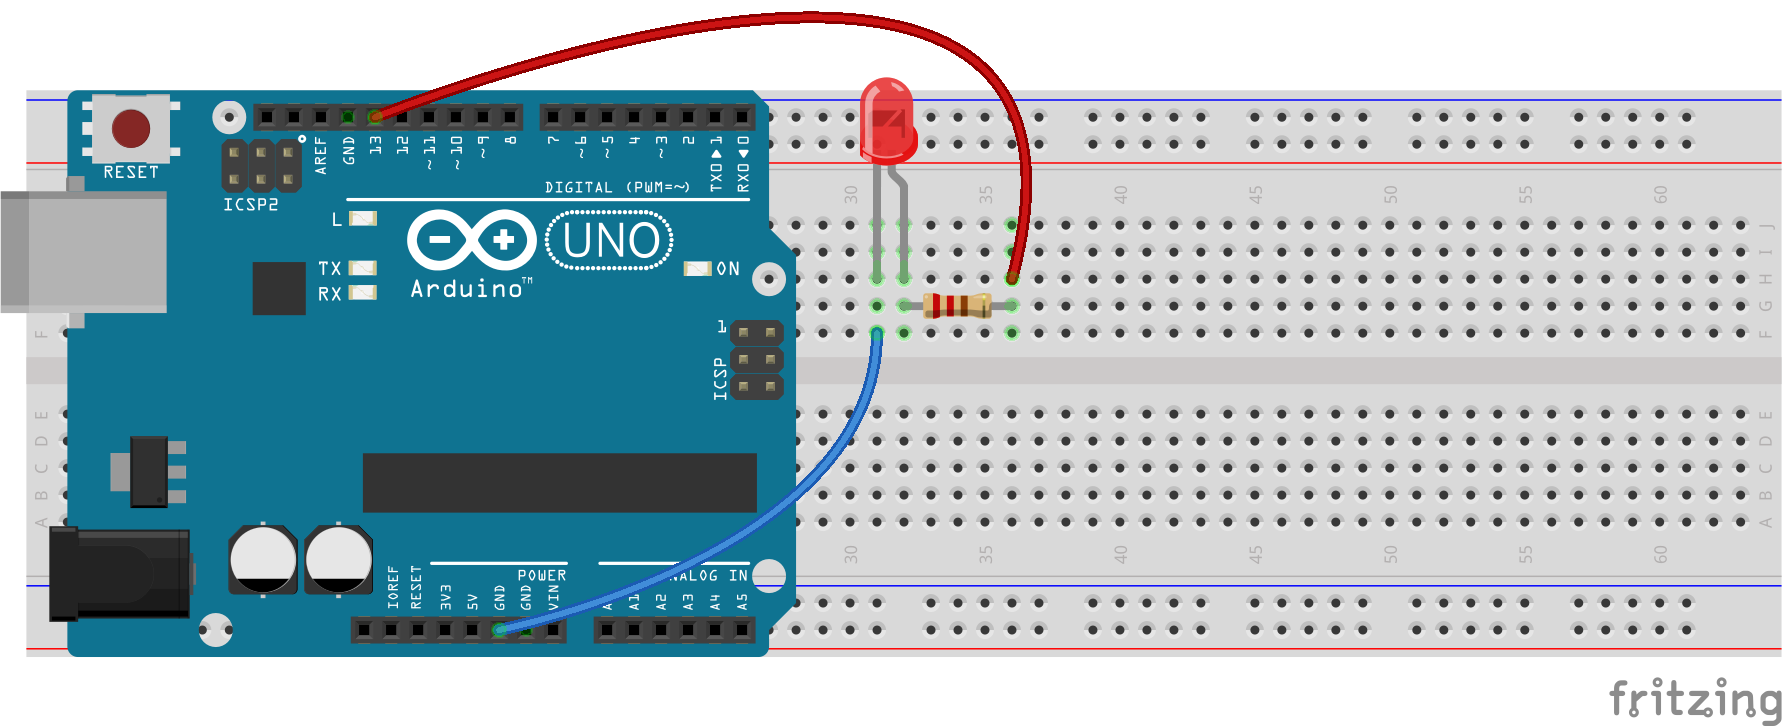 RESET
ICSP2
AREF
GND
13
12
~11
~10
~9
8
7
~6
~5
4
~3
2
TX0▶1
RX0◀0
DIGITAL (PWM=~)
L
TX
RX
UNO
Arduino™
ON
1
ICSP
IOREF
RESET
3V3
5V
GND
GND
VIN
POWER
NALOG IN
A
A1
A2
A3
A4
A5
30
35
40
45
50
55
60
J
I
H
G
F
F
E
D
C
B
A
E
D
C
B
A
30
35
40
45
50
55
60
fritzing